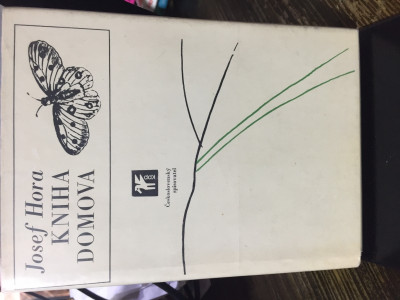 Josef Hora
KNIHA
DOMOVA
Československý
spisovatel